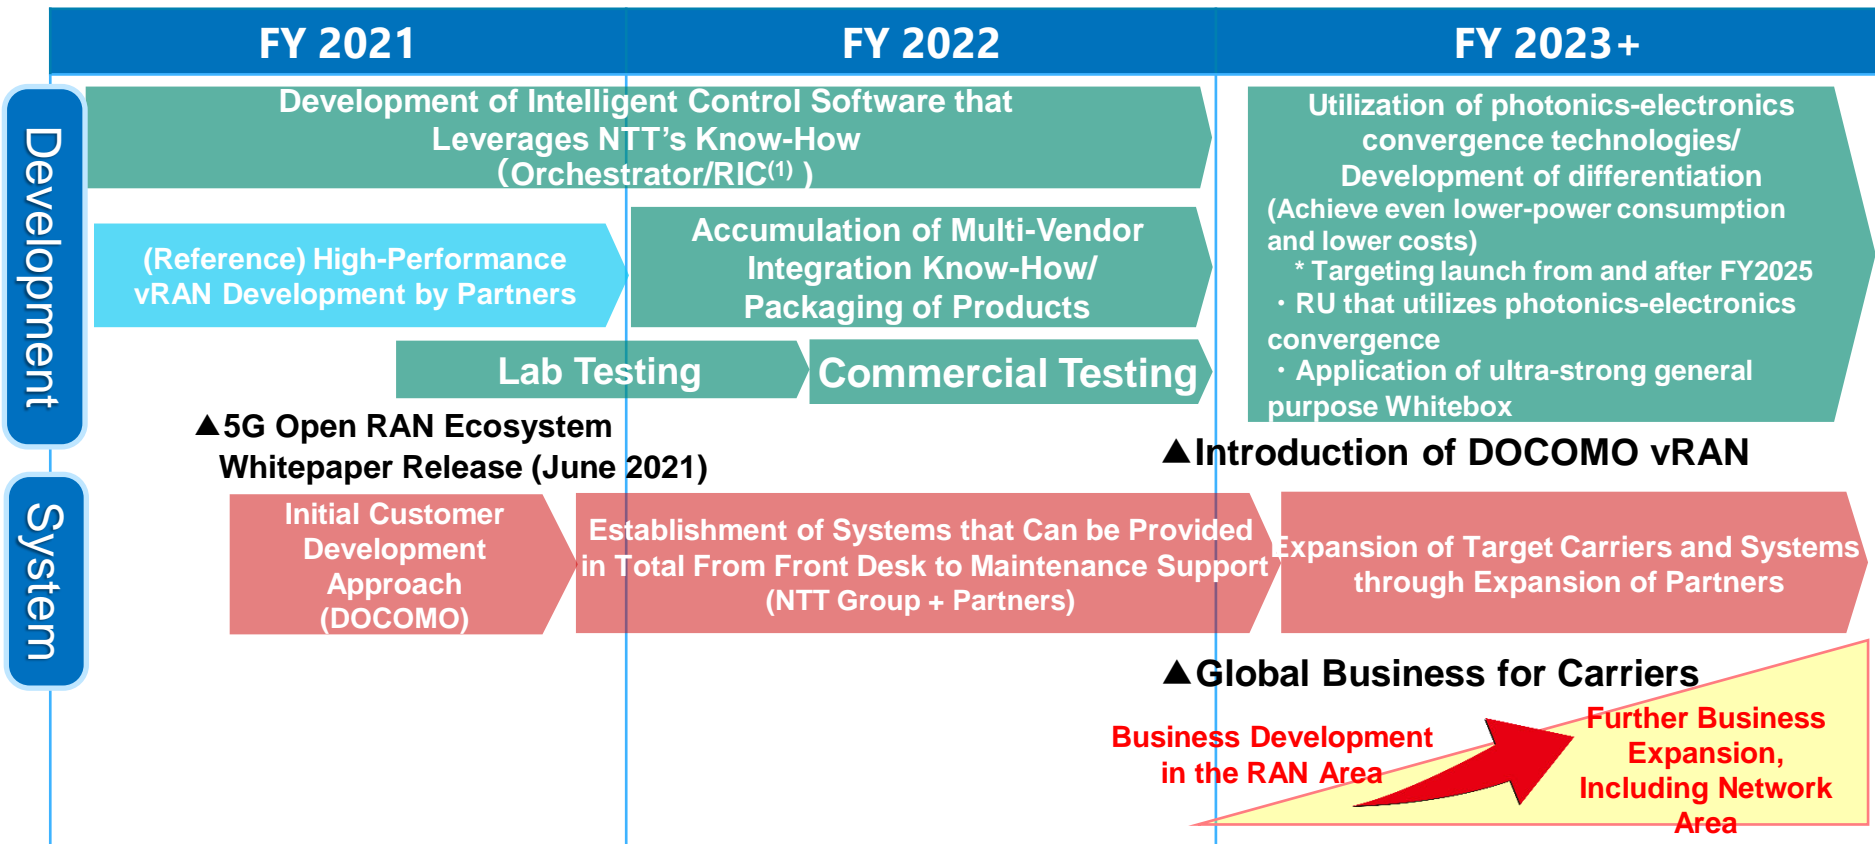 FY 2021
FY 2022
FY 2023+
Development
Development of Intelligent Control Software that
Leverages NTT’s Know-How
(Orchestrator/RIC(1) )
(Reference) High-Performance
vRAN Development by Partners
Accumulation of Multi-Vendor
Integration Know-How/
Packaging of Products
Lab Testing
Commercial Testing
Utilization of photonics-electronics
convergence technologies/
Development of differentiation
(Achieve even lower-power consumption
and lower costs)
* Targeting launch from and after FY2025
・RU that utilizes photonics-electronics
convergence
・Application of ultra-strong general
purpose Whitebox
▲5G Open RAN Ecosystem
Whitepaper Release (June 2021)
▲Introduction of DOCOMO vRAN
System
Initial Customer
Development
Approach
(DOCOMO)
Establishment of Systems that Can be Provided
in Total From Front Desk to Maintenance Support
(NTT Group + Partners)
Expansion of Target Carriers and Systems
through Expansion of Partners
▲Global Business for Carriers
Business Development
in the RAN Area
Further Business
Expansion,
Including Network
Area